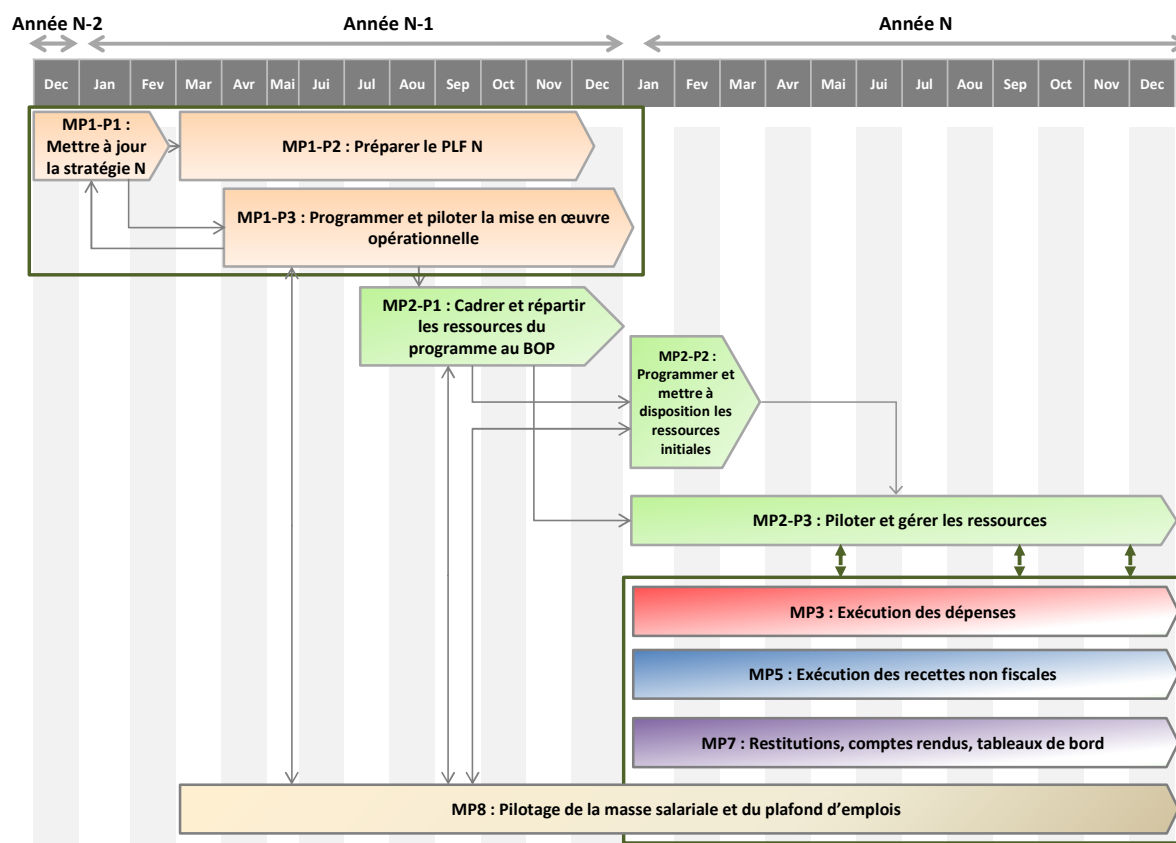 Année N-2
Année N-1
Année N
Dec Jan Fev Mar Avr Mai Jui Jul Aou Sep Oct Nov Dec Jan Fev Mar Avr Mai Jui Jul Aou Sep Oct Nov Dec
MP1-P1 :
Mettre à jour
la stratégie N
MP1-P2 : Préparer le PLF N
MP1-P3 : Programmer et piloter la mise en œuvre
opérationnelle
MP2-P1 : Cadrer et répartir
les ressources du
programme au BOP
MP2-P2 :
Programmer et
mettre à
disposition les
ressources
initiales
MP2-P3 : Piloter et gérer les ressources
MP3 : Exécution des dépenses
MP5 : Exécution des recettes non fiscales
MP7 : Restitutions, comptes rendus, tableaux de bord
MP8 : Pilotage de la masse salariale et du plafond d’emplois